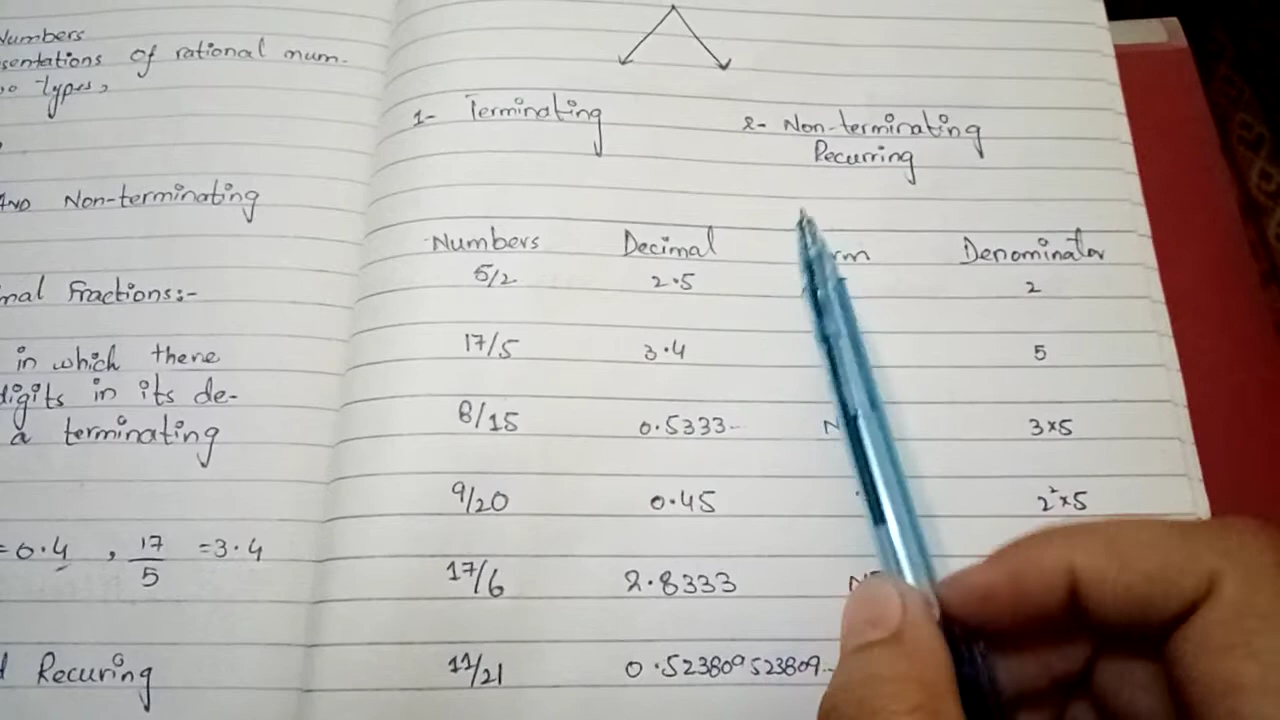 Numbers
sentations of rational num-
types,
AND Non-terminating
nal Fractions:-
in which there
digits in its de-
a terminating
=0.4 , 17/5 =3.4
Recuring
1- Terminating
2- Non-terminating
Recurring
Numbers Decimal rm Denominator
5/2 2.5 2
17/5 3.4 5
8/15 0.5333.. N 3×5
9/20 0.45 2²×5
17/6 2.8333
11/21 0.523809523809..